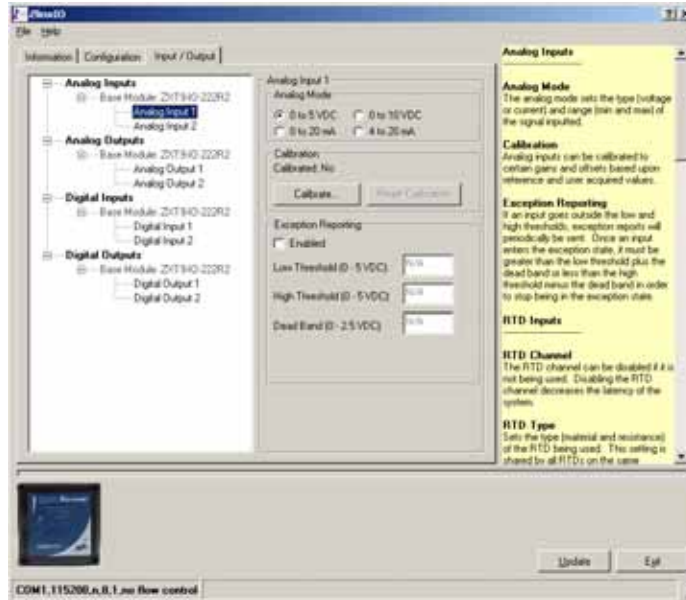 ZlinxIO
File Help
Information Configuration Input / Output
Analog Inputs
Base Module: ZXT9-IO-222R2
Analog Input 1
Analog Input 2
Analog Outputs
Base Module: ZXT9-IO-222R2
Analog Output 1
Analog Output 2
Digital Inputs
Base Module: ZXT9-IO-222R2
Digital Input 1
Digital Input 2
Digital Outputs
Base Module: ZXT9-IO-222R2
Digital Output 1
Digital Output 2
Analog Input 1
Analog Mode
0 to 5 VDC 0 to 10 VDC
0 to 20 mA 4 to 20 mA
Calibration
Calibrated: No
Calibrate... Reset Calibration
Exception Reporting
Enabled
Low Threshold (0 - 5 VDC) N/A
High Threshold (0 - 5 VDC) N/A
Dead Band (0 - 2.5 VDC) N/A
Analog Inputs
Analog Mode
The analog mode sets the type (voltage
or current) and range (min and max) of
the signal inputted.
Calibration
Analog inputs can be calibrated to
certain gains and offsets based upon
reference and user acquired values.
Exception Reporting
If an input goes outside the low and
high thresholds, exception reports will
periodically be sent. Once an input
enters the exception state, it must be
greater than the low threshold plus the
dead band or less than the high
threshold minus the dead band in order
to stop being in the exception state.
RTD Inputs
RTD Channel
The RTD channel can be disabled if it is
not being used. Disabling the RTD
channel decreases the latency of the
system.
RTD Type
Sets the type (material and resistance)
of the RTD being used. This setting is
shared by all RTDs on the same
Update Exit
COM1,115200,n,8,1,no flow control